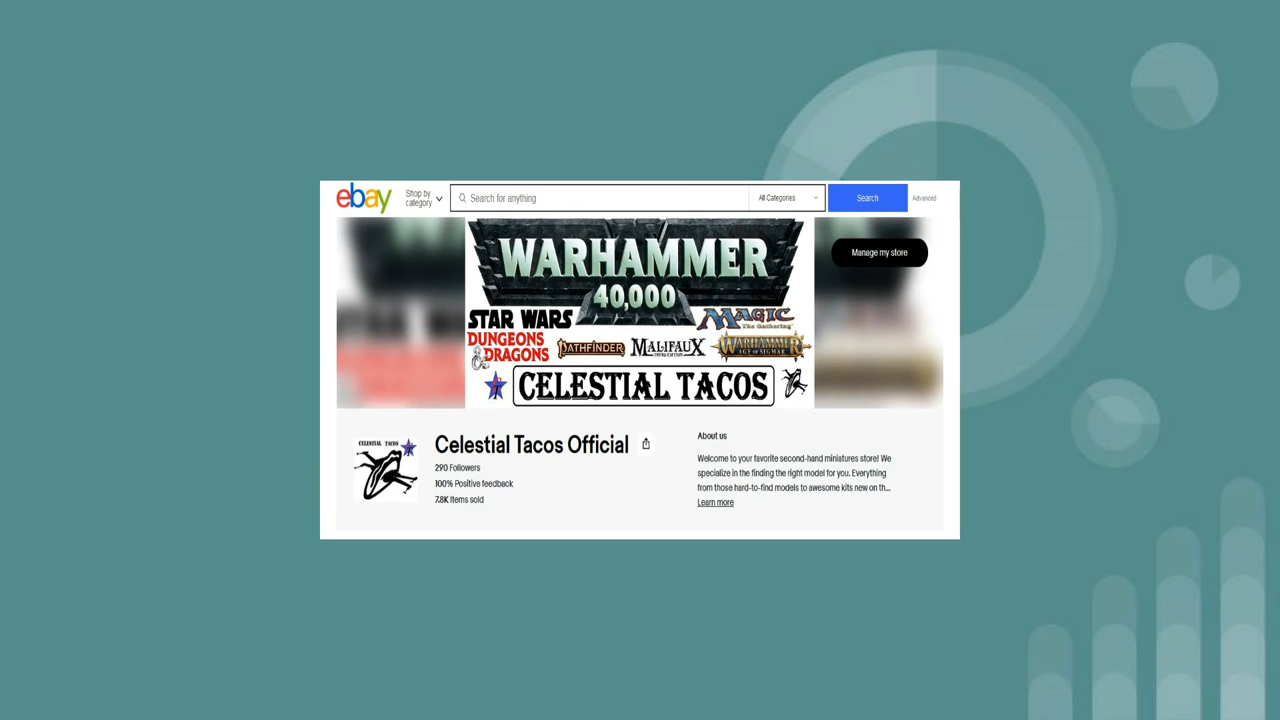 ebay
Shop by
category
Search for anything
All Categories
Search
Advanced
WARHAMMER
40,000
Manage my store
STAR WARS
MAGIC
The Gathering
DUNGEONS
& DRAGONS
PATHFINDER
MALIFAUX
WARHAMMER
AGE OF SIGMAR
CELESTIAL TACOS
CELESTIAL TACOS
Celestial Tacos Official
290 Followers
100% Positive feedback
7.8K Items sold
About us
Welcome to your favorite second-hand miniatures store! We
specialize in the finding the right model for you. Everything
from those hard-to-find models to awesome kits new on th...
Learn more